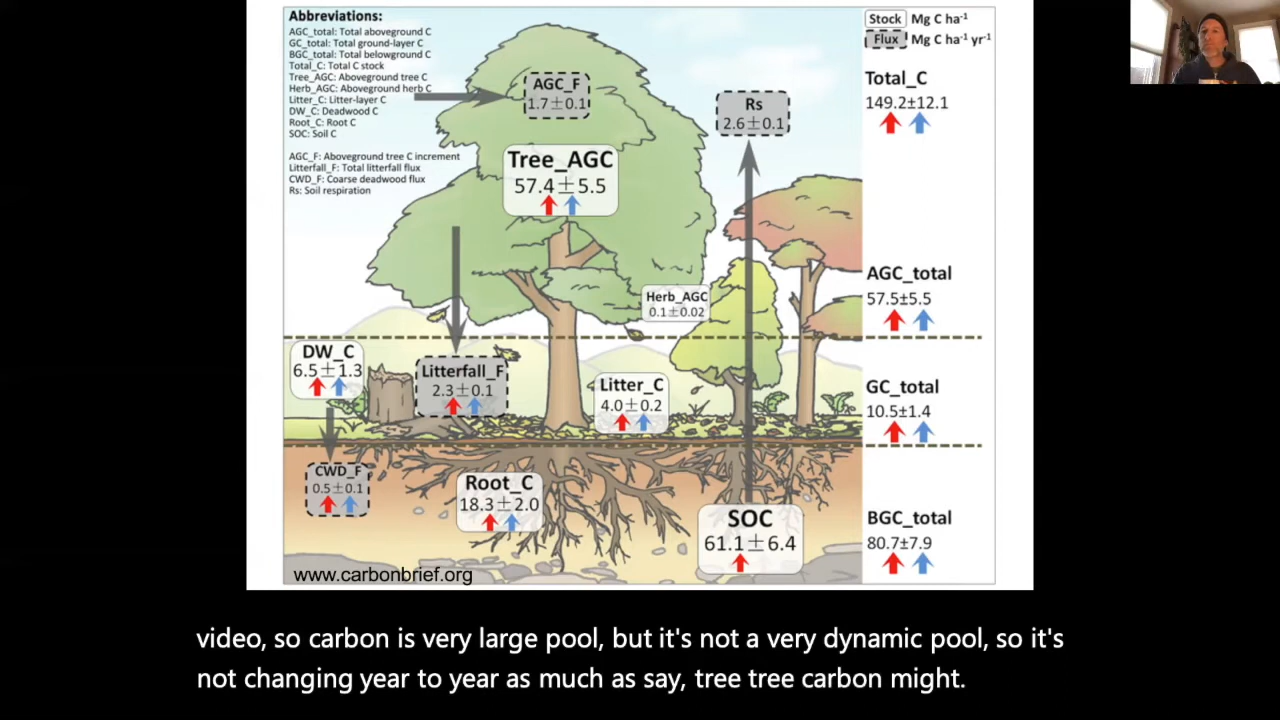 Abbreviations:
AGC_total: Total aboveground C
GC_total: Total ground-layer C
BGC_total: Total belowground C
Total_C: Total C stock
Tree_AGC: Aboveground tree C
Herb_AGC: Aboveground herb C
Litter_C: Litter-layer C
DW_C: Deadwood C
Root_C: Root C
SOC: Soil C
AGC_F: Aboveground tree C increment
Litterfall_F: Total litterfall flux
CWD_F: Coarse deadwood flux
Rs: Soil respiration
Stock Mg C ha⁻¹
Flux Mg C ha⁻¹ yr⁻¹
Total_C
149.2±12.1
AGC_F
1.7±0.1
Rs
2.6±0.1
Tree_AGC
57.4±5.5
Herb_AGC
0.1±0.02
AGC_total
57.5±5.5
DW_C
6.5±1.3
Litterfall_F
2.3±0.1
Litter_C
4.0±0.2
GC_total
10.5±1.4
CWD_F
0.5±0.1
Root_C
18.3±2.0
SOC
61.1±6.4
BGC_total
80.7±7.9
www.carbonbrief.org
video, so carbon is very large pool, but it's not a very dynamic pool, so it's
not changing year to year as much as say, tree tree carbon might.